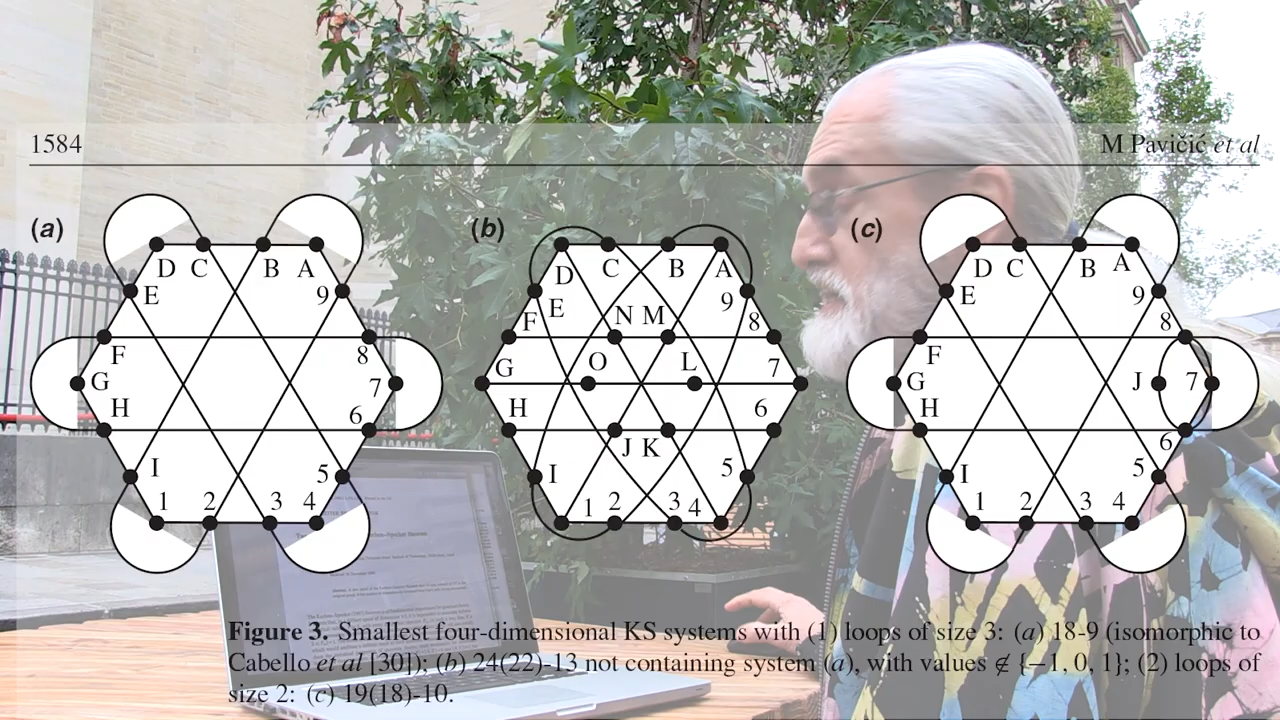 1584 M Pavičić et al
(a) (b) (c)
D C B A D C B A D C B A
E 9 E 9 E 9
F N M 8 8
F 8 O L F
G 7 G 7 G J 7
H 6 H 6 H 6
J K
I 5 I 5 I 5
1 2 3 4 1 2 3 4 1 2 3 4
Figure 3. Smallest four-dimensional KS systems with (1) loops of size 3: (a) 18-9 (isomorphic to
Cabello et al [30]); (b) 24(22)-13 not containing system (a), with values ∉ {−1, 0, 1}; (2) loops of
size 2: (c) 19(18)-10.